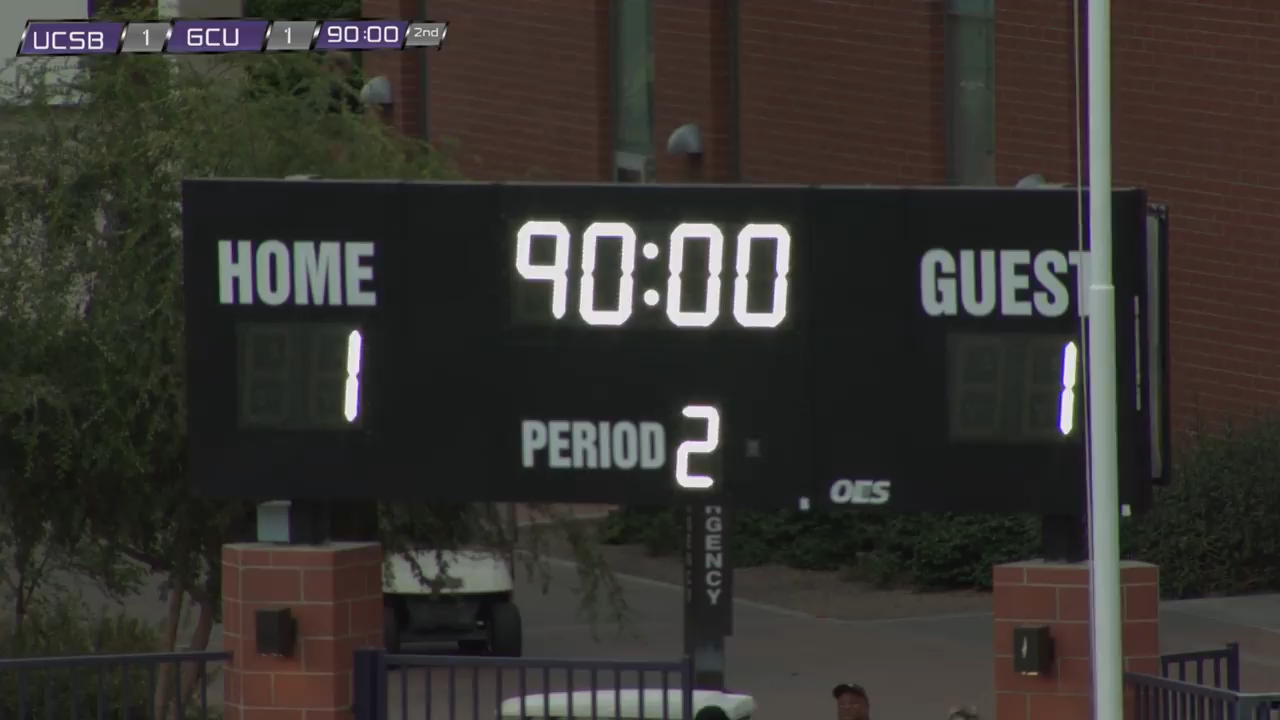 UCSB 1 GCU 1 90:00 2nd
HOME 90:00 GUEST
1 1
PERIOD 2
OES
GENCY